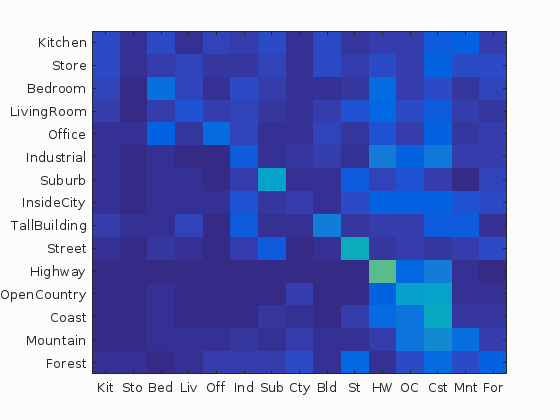 Kitchen
Store
Bedroom
LivingRoom
Office
Industrial
Suburb
InsideCity
TallBuilding
Street
Highway
OpenCountry
Coast
Mountain
Forest
Kit Sto Bed Liv Off Ind Sub Cty Bld St HW OC Cst Mnt For